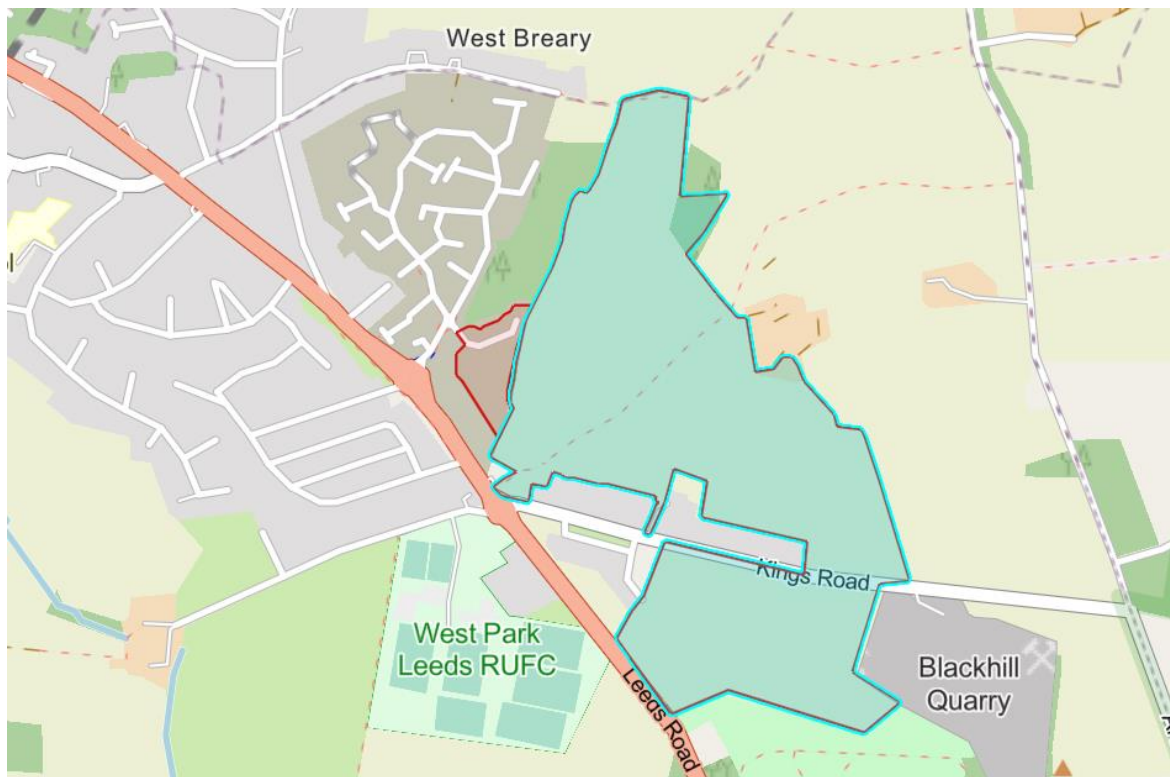 West Breary
Kings Road
West Park
Leeds RUFC
Leeds Road
Blackhill
Quarry